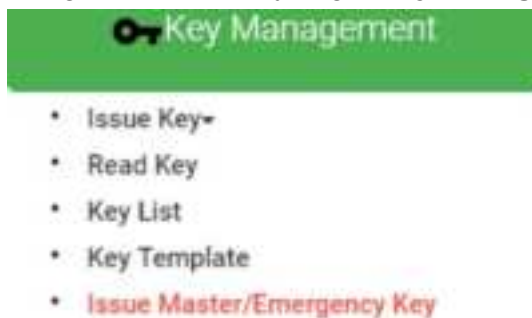 Key Management
Issue Key
Read Key
Key List
Key Template
Issue Master/Emergency Key